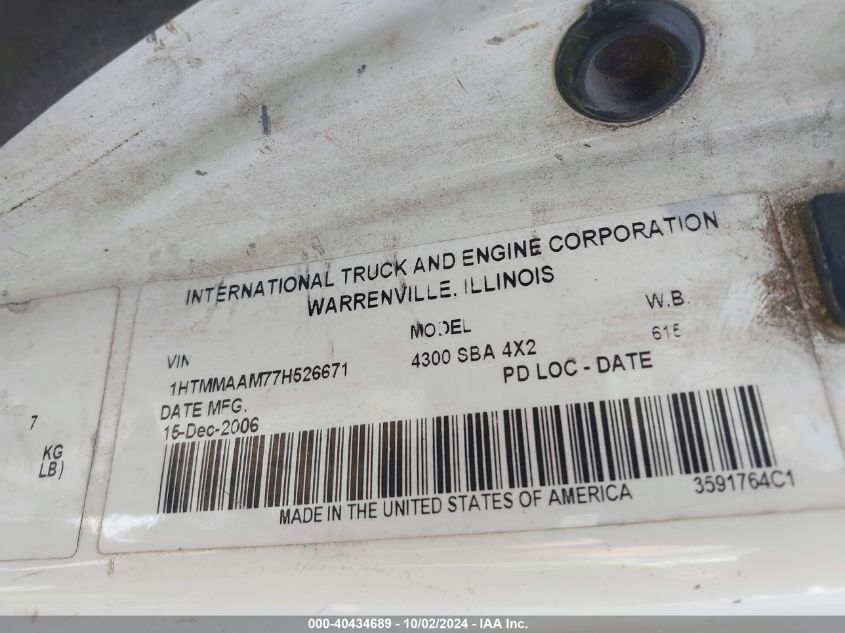 INTERNATIONAL TRUCK AND ENGINE CORPORATION
WARRENVILLE, ILLINOIS
VIN MODEL W.B.
1HTMMAAM77H526671 4300 SBA 4X2 615
DATE MFG. PD LOC - DATE
15-Dec-2006
7
KG
LB)
3591764C1
MADE IN THE UNITED STATES OF AMERICA
000-40434689 - 10/02/2024 - IAA Inc.